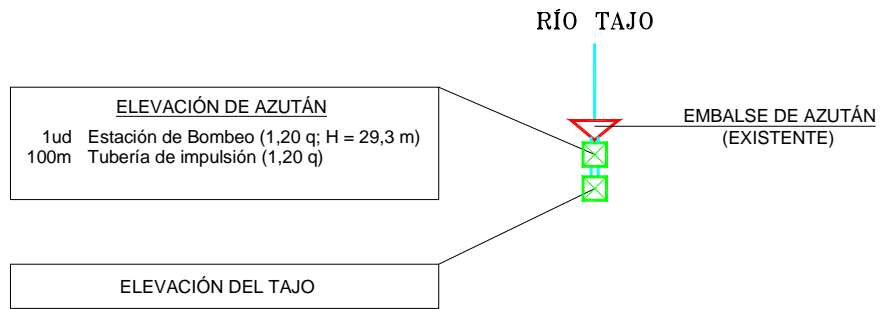 RÍO TAJO
ELEVACIÓN DE AZUTÁN
1ud Estación de Bombeo (1,20 q; H = 29,3 m)
100m Tubería de impulsión (1,20 q)
EMBALSE DE AZUTÁN
(EXISTENTE)
ELEVACIÓN DEL TAJO